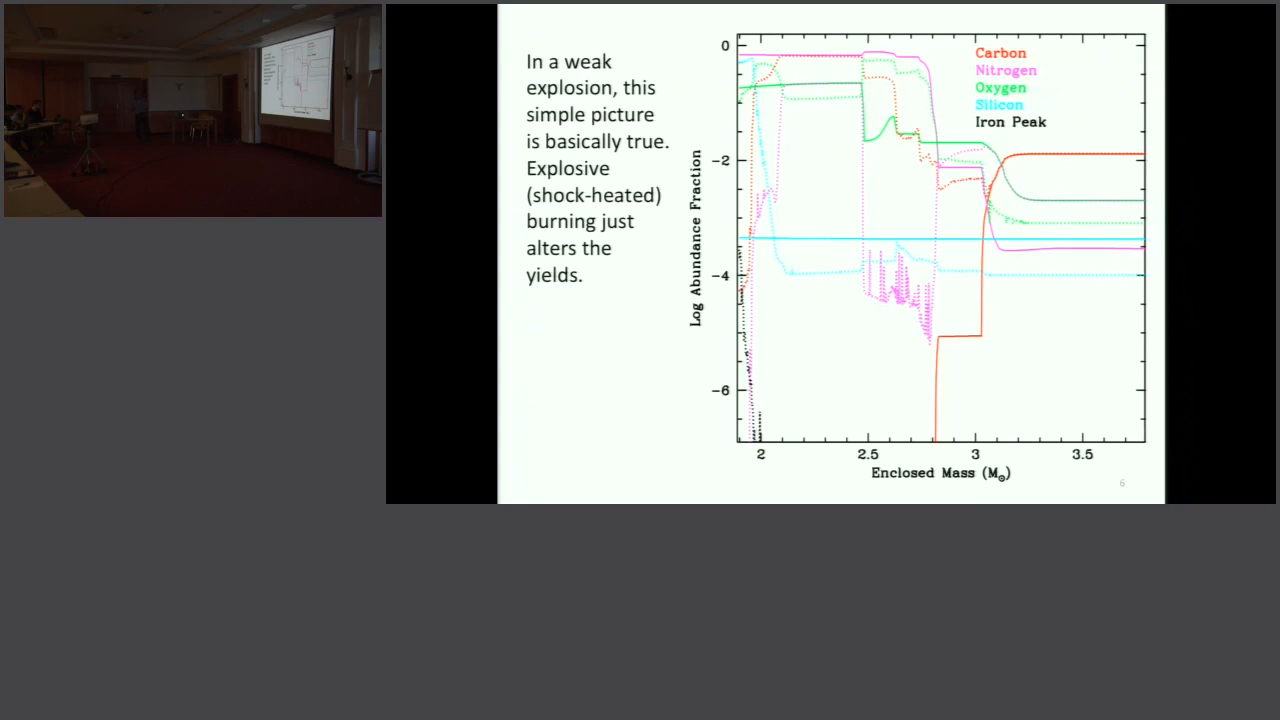 In a weak
explosion, this
simple picture
is basically true.
Explosive
(shock-heated)
burning just
alters the
yields.
Carbon
Nitrogen
Oxygen
Silicon
Iron Peak
Log Abundance Fraction
0
−2
−4
−6
2 2.5 3 3.5
Enclosed Mass (M⊙)
6